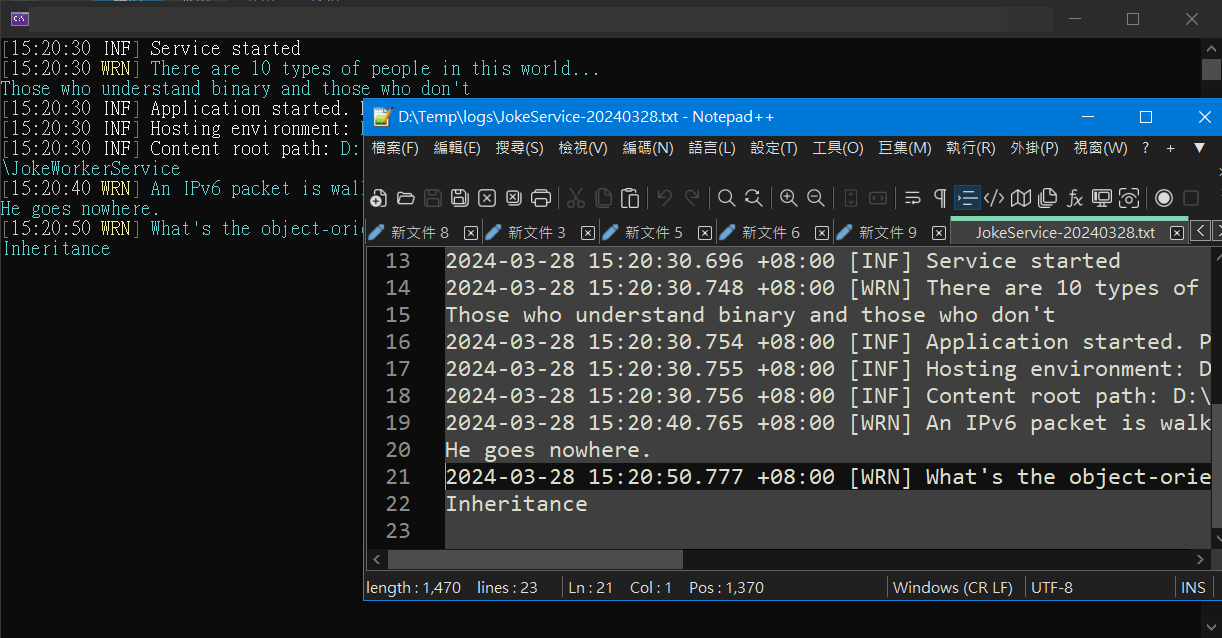 [15:20:30 INF] Service started
[15:20:30 WRN] There are 10 types of people in this world...
Those who understand binary and those who don't
[15:20:30 INF] Application started.
[15:20:30 INF] Hosting environment:
[15:20:30 INF] Content root path: D:
\JokeWorkerService
[15:20:40 WRN] An IPv6 packet is wal
He goes nowhere.
[15:20:50 WRN] What's the object-ori
Inheritance
D:\Temp\logs\JokeService-20240328.txt - Notepad++
檔案(F) 編輯(E) 搜尋(S) 檢視(V) 編碼(N) 語言(L) 設定(T) 工具(O) 巨集(M) 執行(R) 外掛(P) 視窗(W) ? + ▼
新文件 8 新文件 3 新文件 5 新文件 6 新文件 9 JokeService-20240328.txt
13 2024-03-28 15:20:30.696 +08:00 [INF] Service started
14 2024-03-28 15:20:30.748 +08:00 [WRN] There are 10 types of
15 Those who understand binary and those who don't
16 2024-03-28 15:20:30.754 +08:00 [INF] Application started. P
17 2024-03-28 15:20:30.755 +08:00 [INF] Hosting environment: D
18 2024-03-28 15:20:30.756 +08:00 [INF] Content root path: D:\
19 2024-03-28 15:20:40.765 +08:00 [WRN] An IPv6 packet is walk
20 He goes nowhere.
21 2024-03-28 15:20:50.777 +08:00 [WRN] What's the object-orie
22 Inheritance
23
length : 1,470 lines : 23 Ln : 21 Col : 1 Pos : 1,370 Windows (CR LF) UTF-8 INS